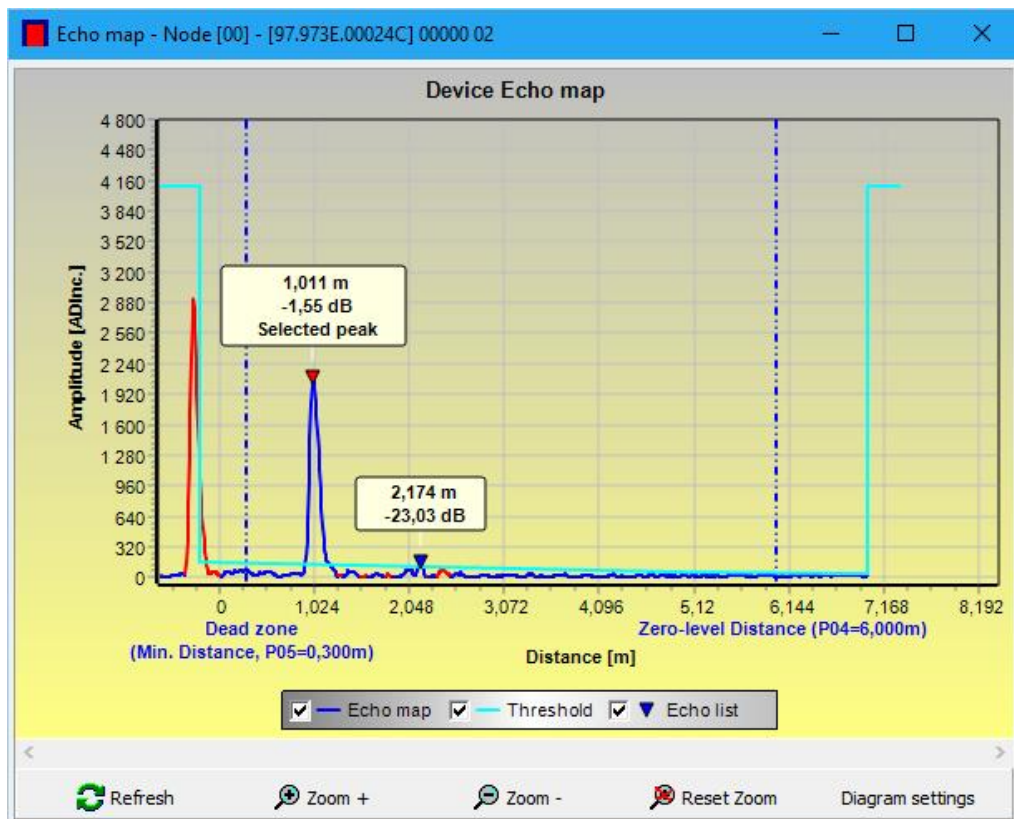 Echo map - Node [00] - [97.973E.00024C] 00000 02
Device Echo map
4 800
4 480
4 160
3 840
3 520
3 200
2 880
2 560
2 240
1 920
1 600
1 280
960
640
320
0
Amplitude [ADInc.]
1,011 m
-1,55 dB
Selected peak
2,174 m
-23,03 dB
0 1,024 2,048 3,072 4,096 5,12 6,144 7,168 8,192
Dead zone
(Min. Distance, P05=0,300m)
Zero-level Distance (P04=6,000m)
Distance [m]
Echo map Threshold Echo list
Refresh Zoom + Zoom - Reset Zoom Diagram settings